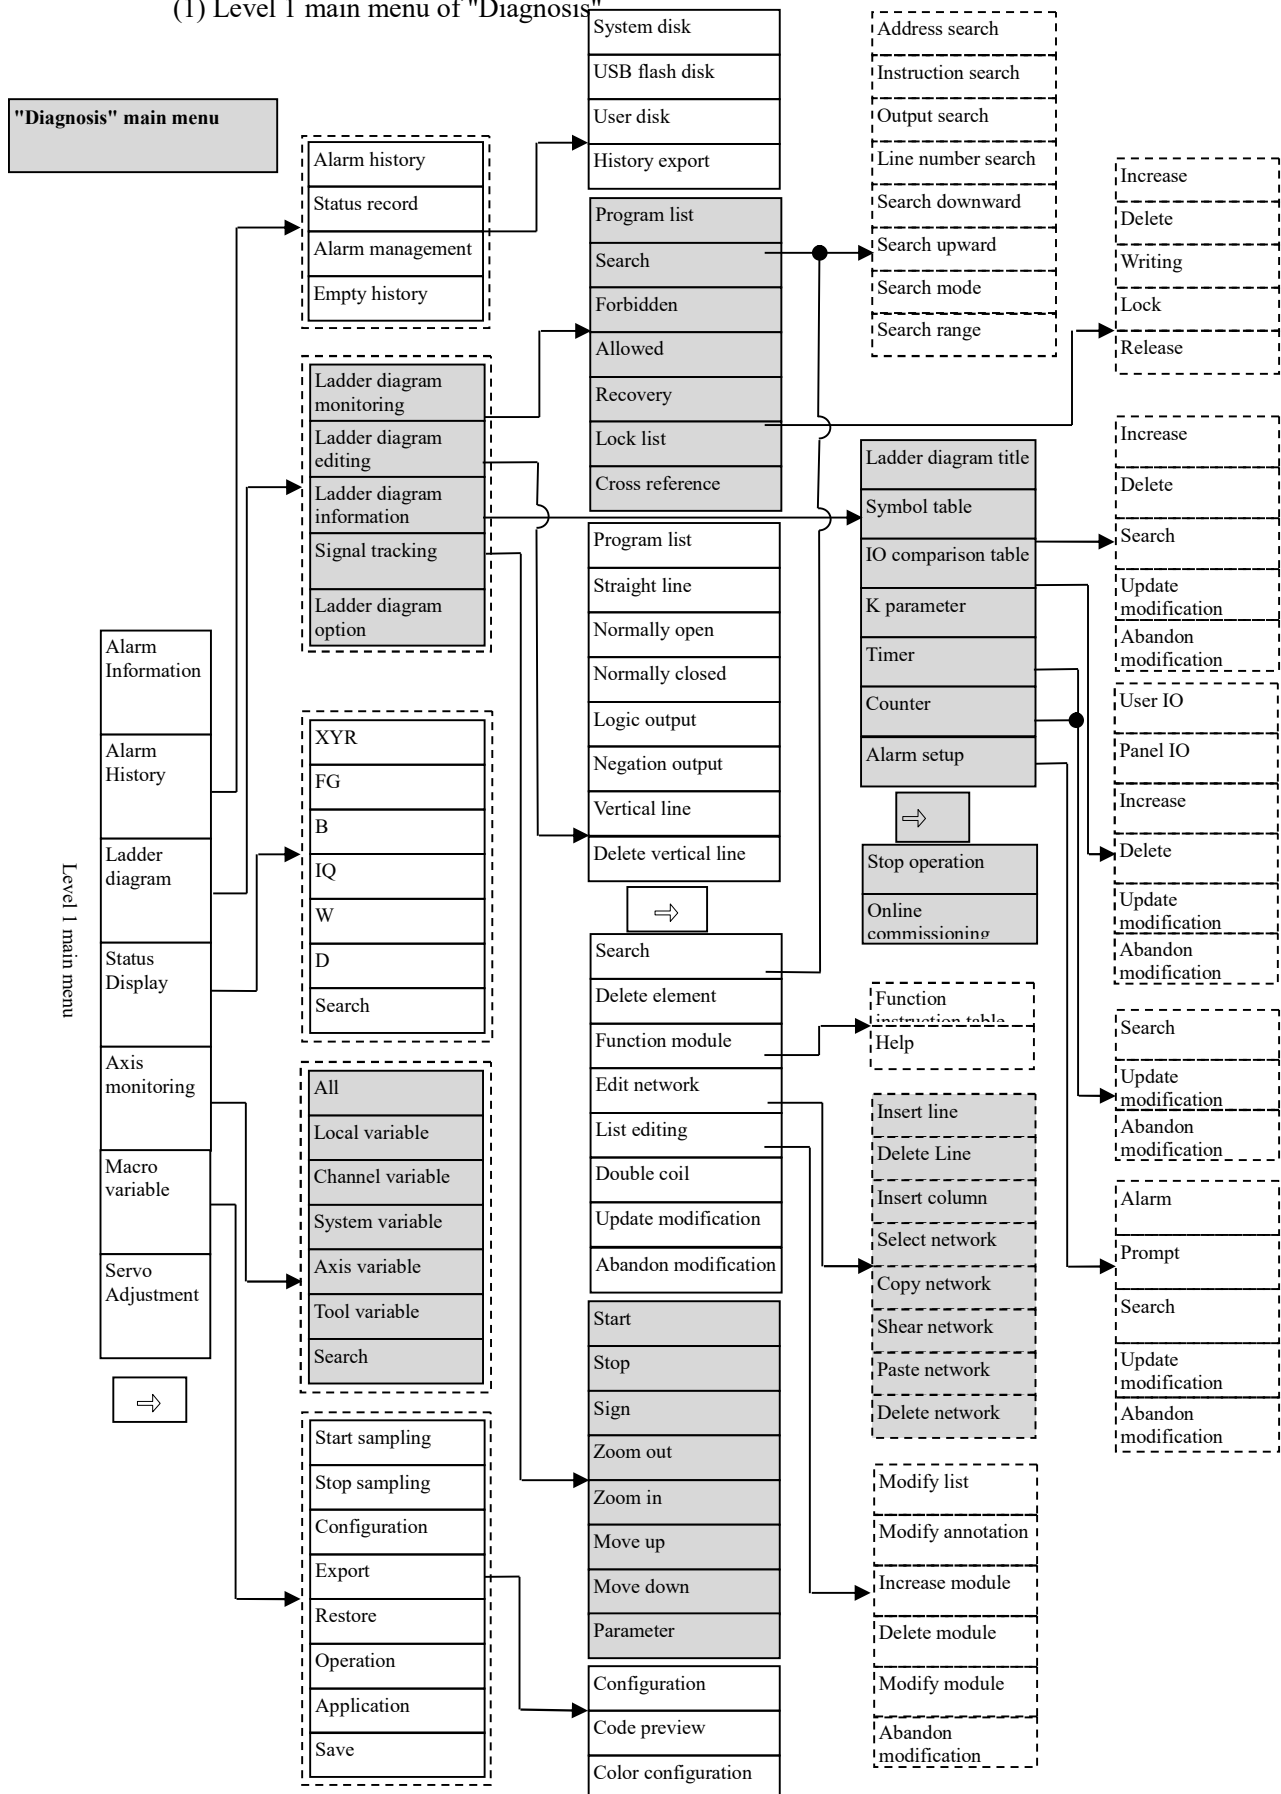 (1) Level 1 main menu of "Diagnosis"
"Diagnosis" main menu
Level 1 main menu
Alarm
Information
Alarm
History
Ladder
diagram
Status
Display
Axis
monitoring
Macro
variable
Servo
Adjustment
Alarm history
Status record
Alarm management
Empty history
Ladder diagram
monitoring
Ladder diagram
editing
Ladder diagram
information
Signal tracking
Ladder diagram
option
XYR
FG
B
IQ
W
D
Search
All
Local variable
Channel variable
System variable
Axis variable
Tool variable
Search
Start sampling
Stop sampling
Configuration
Export
Restore
Operation
Application
Save
System disk
USB flash disk
User disk
History export
Program list
Search
Forbidden
Allowed
Recovery
Lock list
Cross reference
Program list
Straight line
Normally open
Normally closed
Logic output
Negation output
Vertical line
Delete vertical line
Search
Delete element
Function module
Edit network
List editing
Double coil
Update modification
Abandon modification
Start
Stop
Sign
Zoom out
Zoom in
Move up
Move down
Parameter
Configuration
Code preview
Color configuration
Address search
Instruction search
Output search
Line number search
Search downward
Search upward
Search mode
Search range
Ladder diagram title
Symbol table
IO comparison table
K parameter
Timer
Counter
Alarm setup
Stop operation
Online
commissioning
Function
instruction table
Help
Insert line
Delete Line
Insert column
Select network
Copy network
Shear network
Paste network
Delete network
Modify list
Modify annotation
Increase module
Delete module
Modify module
Abandon
modification
Increase
Delete
Writing
Lock
Release
Increase
Delete
Search
Update
modification
Abandon
modification
User IO
Panel IO
Increase
Delete
Update
modification
Abandon
modification
Search
Update
modification
Abandon
modification
Alarm
Prompt
Search
Update
modification
Abandon
modification